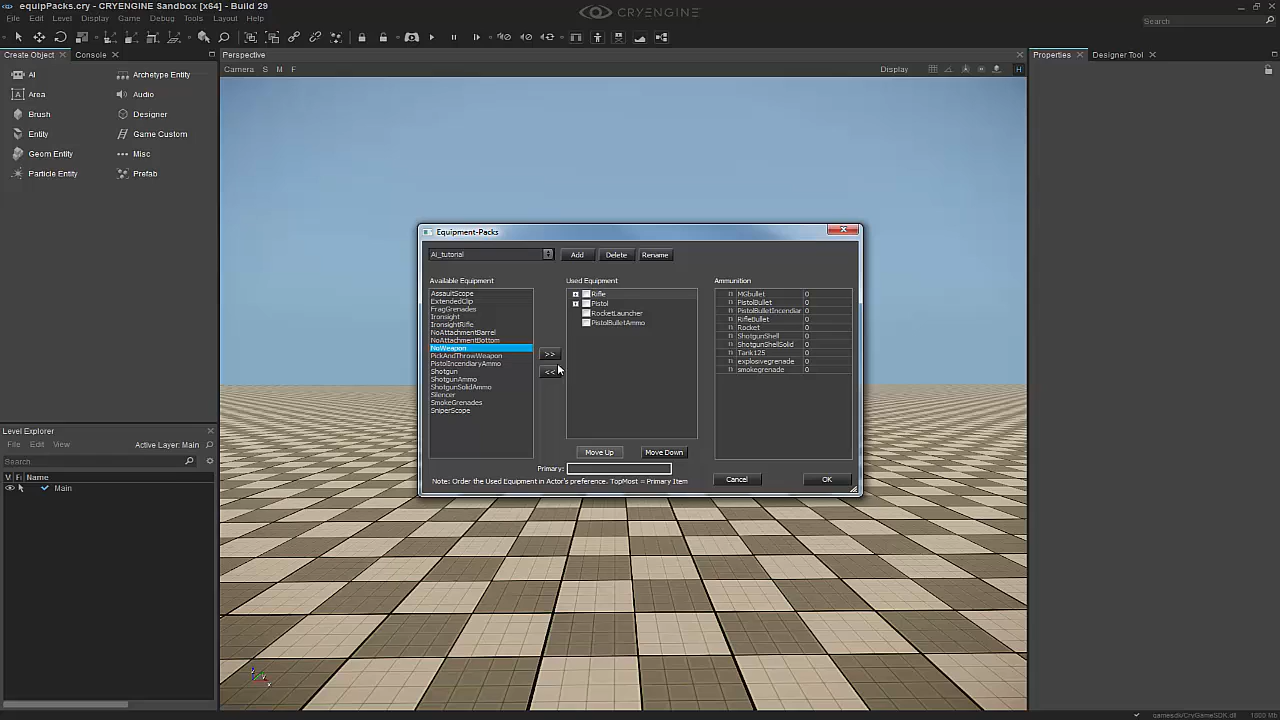 equipPacks.cry - CRYENGINE Sandbox [x64] - Build 29
CRYENGINE
File Edit Level Display Game Debug Tools Layout Help
Search
Create Object
Console
Perspective
Properties
Designer Tool
Camera S M F
Display
H
AI
Archetype Entity
Area
Audio
Brush
Designer
Entity
Game Custom
Geom Entity
Misc
Particle Entity
Prefab
Equipment-Packs
Ai_tutorial
Add
Delete
Rename
Available Equipment
Used Equipment
Ammunition
AssaultScope
ExtendedClip
FragGrenades
Ironsight
IronsightRifle
NoAttachmentBarrel
NoAttachmentBottom
NoWeapon
PickAndThrowWeapon
PistolIncendiaryAmmo
Shotgun
ShotgunAmmo
ShotgunSolidAmmo
Silencer
SmokeGrenades
SniperScope
>>
<<
Rifle
Pistol
RocketLauncher
PistolBulletAmmo
MGbullet 0
PistolBullet 0
PistolBulletIncendiar 0
RifleBullet 0
Rocket 0
ShotgunShell 0
ShotgunShellSolid 0
Tank125 0
explosivegrenade 0
smokegrenade 0
Move Up
Move Down
Primary:
Note: Order the Used Equipment in Actor's preference. TopMost = Primary Item
Cancel
OK
Level Explorer
File Edit View
Active Layer: Main
Search
V Fr Name
Main
gamesdk/CryGameSDK.dll